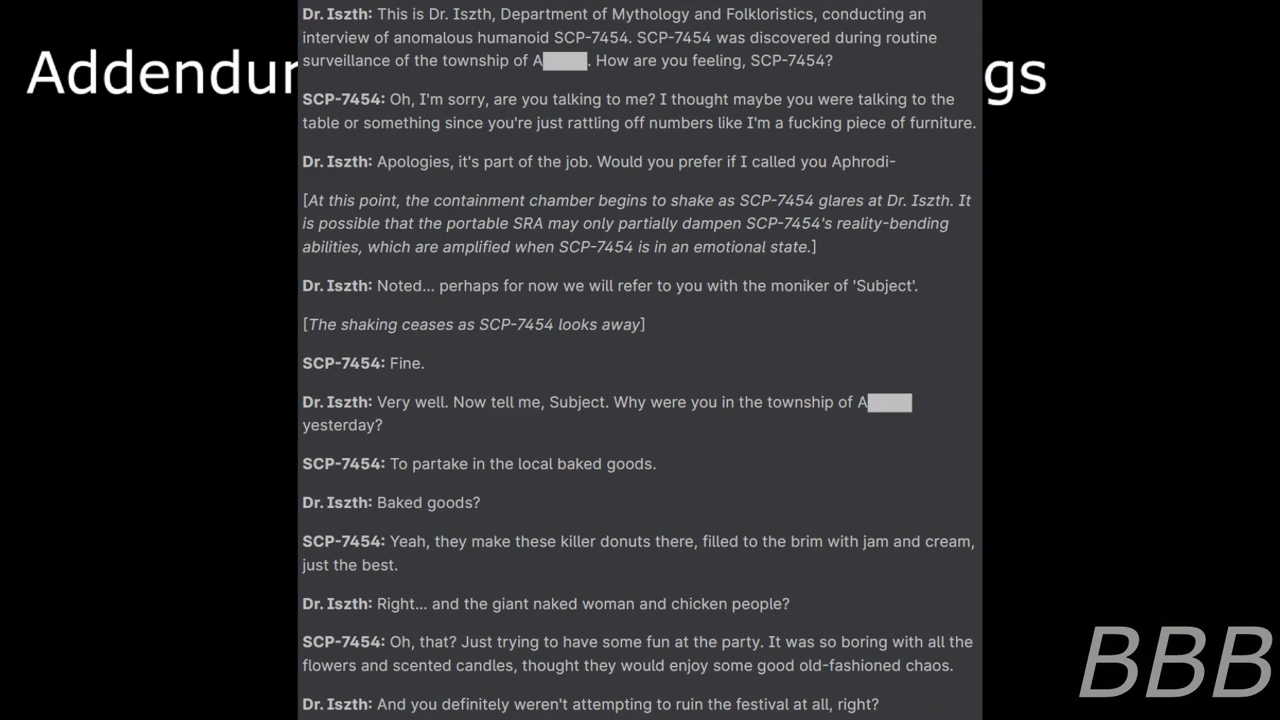 Dr. Iszth: This is Dr. Iszth, Department of Mythology and Folkloristics, conducting an
interview of anomalous humanoid SCP-7454. SCP-7454 was discovered during routine
surveillance of the township of A████. How are you feeling, SCP-7454?
Addendum
gs
SCP-7454: Oh, I'm sorry, are you talking to me? I thought maybe you were talking to the
table or something since you're just rattling off numbers like I'm a fucking piece of furniture.
Dr. Iszth: Apologies, it's part of the job. Would you prefer if I called you Aphrodi-
[At this point, the containment chamber begins to shake as SCP-7454 glares at Dr. Iszth. It
is possible that the portable SRA may only partially dampen SCP-7454's reality-bending
abilities, which are amplified when SCP-7454 is in an emotional state.]
Dr. Iszth: Noted... perhaps for now we will refer to you with the moniker of 'Subject'.
[The shaking ceases as SCP-7454 looks away]
SCP-7454: Fine.
Dr. Iszth: Very well. Now tell me, Subject. Why were you in the township of A████
yesterday?
SCP-7454: To partake in the local baked goods.
Dr. Iszth: Baked goods?
SCP-7454: Yeah, they make these killer donuts there, filled to the brim with jam and cream,
just the best.
Dr. Iszth: Right... and the giant naked woman and chicken people?
SCP-7454: Oh, that? Just trying to have some fun at the party. It was so boring with all the
flowers and scented candles, thought they would enjoy some good old-fashioned chaos.
Dr. Iszth: And you definitely weren't attempting to ruin the festival at all, right?
BBB